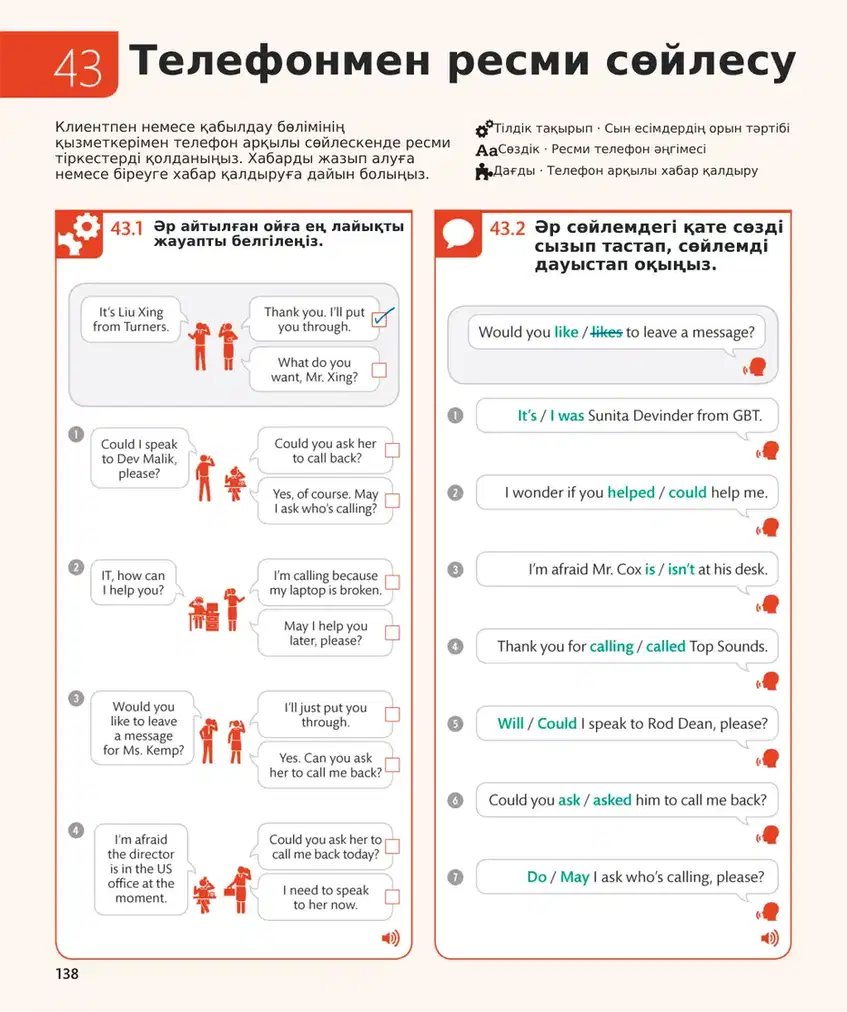 43
Телефонмен ресми сөйлесу
Клиентпен немесе қабылдау бөлімінің
қызметкерімен телефон арқылы сөйлескенде ресми
тіркестерді қолданыңыз. Хабарды жазып алуға
немесе біреуге хабар қалдыруға дайын болыңыз.
Тілдік тақырып · Сын есімдердің орын тәртібі
Aa Сөздік · Ресми телефон әңгімесі
Дағды · Телефон арқылы хабар қалдыру
43.1 Әр айтылған ойға ең лайықты
жауапты белгілеңіз.
It's Liu Xing
from Turners.
Thank you. I'll put
you through.
What do you
want, Mr. Xing?
1
Could I speak
to Dev Malik,
please?
Could you ask her
to call back?
Yes, of course. May
I ask who's calling?
2
IT, how can
I help you?
I'm calling because
my laptop is broken.
May I help you
later, please?
3
Would you
like to leave
a message
for Ms. Kemp?
I'll just put you
through.
Yes. Can you ask
her to call me back?
4
I'm afraid
the director
is in the US
office at the
moment.
Could you ask her to
call me back today?
I need to speak
to her now.
43.2 Әр сөйлемдегі қате сөзді
сызып тастап, сөйлемді
дауыстап оқыңыз.
Would you like / likes to leave a message?
1 It's / I was Sunita Devinder from GBT.
2 I wonder if you helped / could help me.
3 I'm afraid Mr. Cox is / isn't at his desk.
4 Thank you for calling / called Top Sounds.
5 Will / Could I speak to Rod Dean, please?
6 Could you ask / asked him to call me back?
7 Do / May I ask who's calling, please?
138